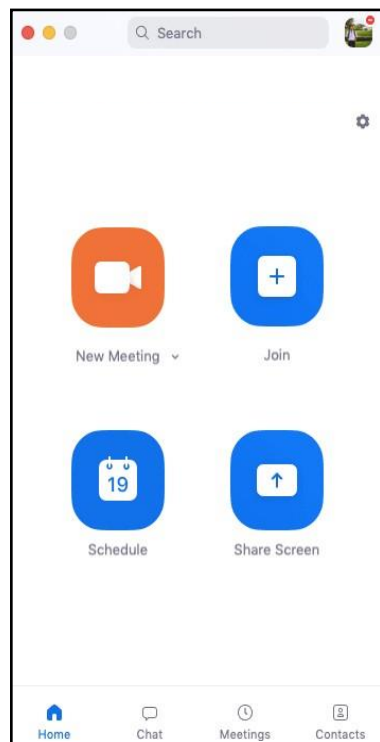 Search
New Meeting
Join
19
Schedule
Share Screen
Home
Chat
Meetings
Contacts